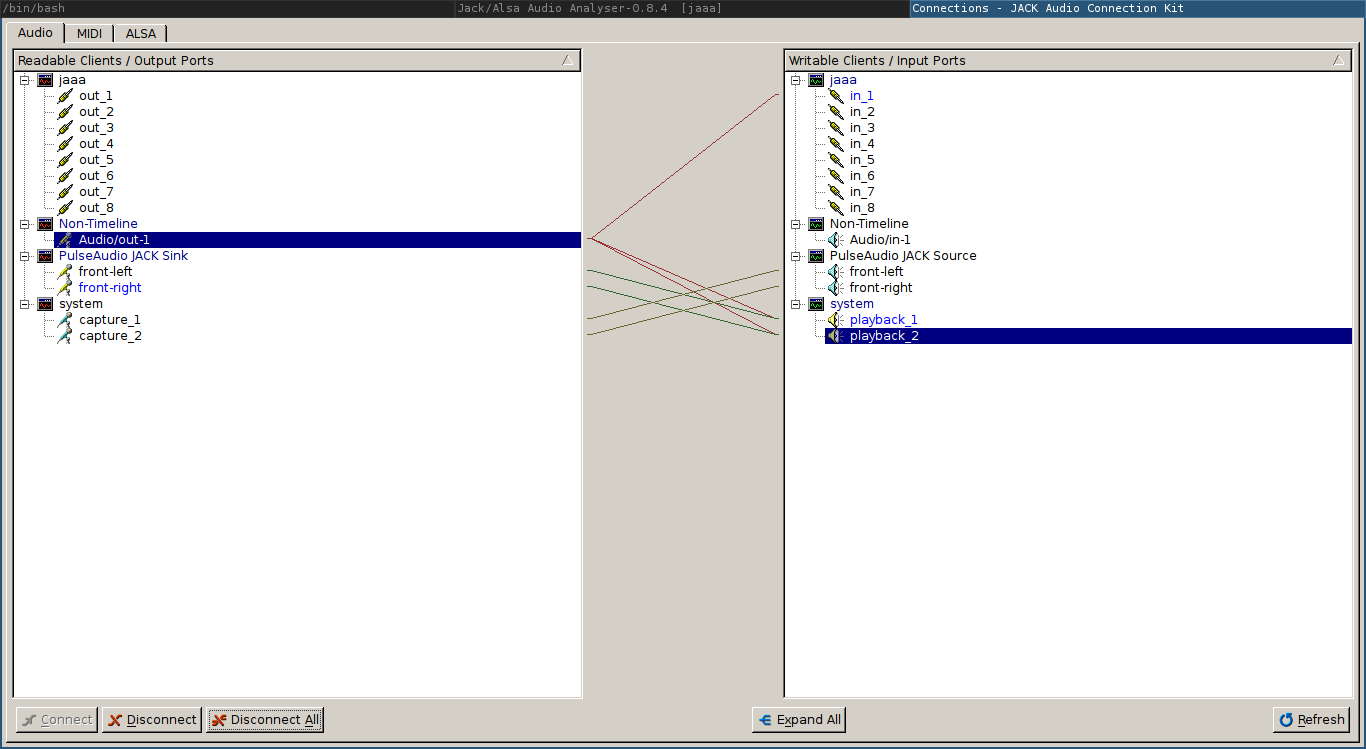 /bin/bash
Jack/Alsa Audio Analyser-0.8.4 [jaaa]
Connections - JACK Audio Connection Kit
Audio
MIDI
ALSA
Readable Clients / Output Ports
jaaa
out_1
out_2
out_3
out_4
out_5
out_6
out_7
out_8
Non-Timeline
Audio/out-1
PulseAudio JACK Sink
front-left
front-right
system
capture_1
capture_2
Writable Clients / Input Ports
jaaa
in_1
in_2
in_3
in_4
in_5
in_6
in_7
in_8
Non-Timeline
Audio/in-1
PulseAudio JACK Source
front-left
front-right
system
playback_1
playback_2
Connect
Disconnect
Disconnect All
Expand All
Refresh